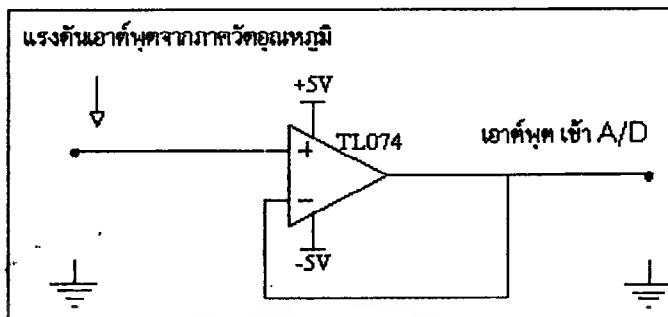 แรงดันเอาต์พุตจากภาควัดอุณหภูมิ
+5V
TL074
เอาต์พุต เข้า A/D
+
-
-5V